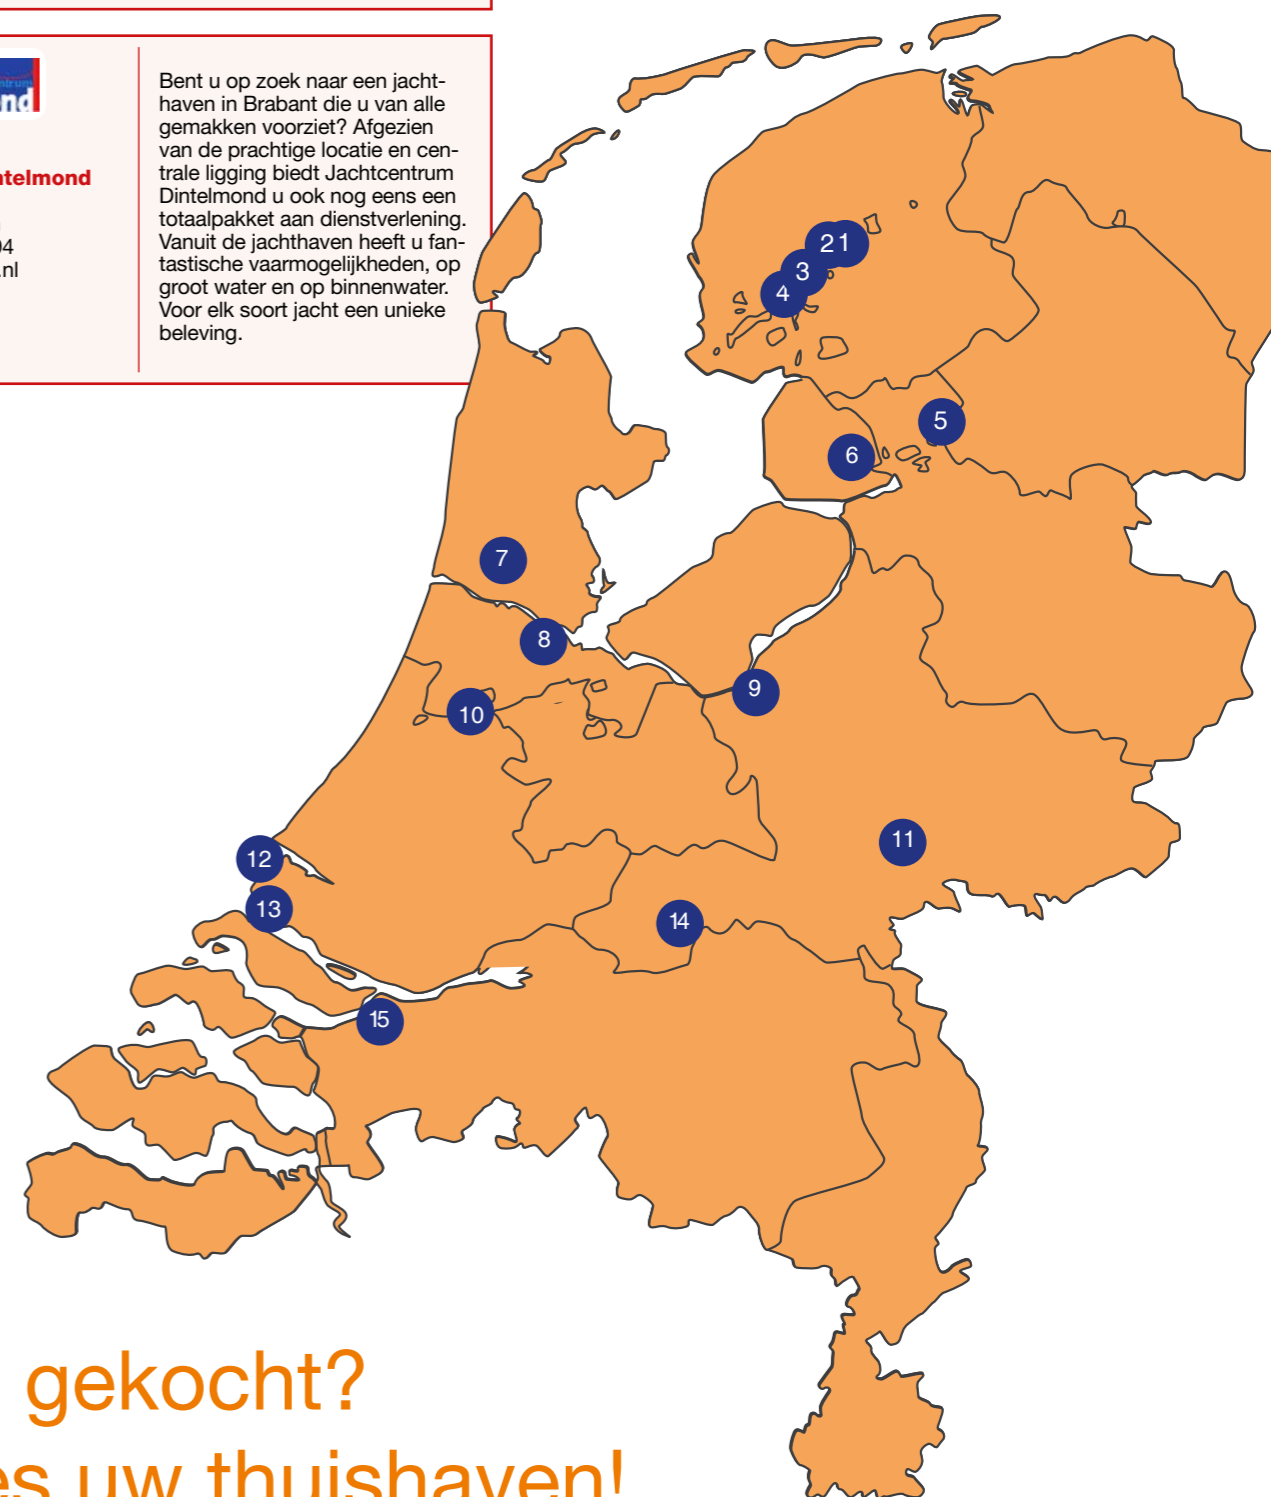 Bent u op zoek naar een jacht-
haven in Brabant die u van alle
gemakken voorziet? Afgezien
van de prachtige locatie en cen-
trale ligging biedt Jachtcentrum
Dintelmond u ook nog eens een
totaalpakket aan dienstverlening.
Vanuit de jachthaven heeft u fan-
tastische vaarmogelijkheden, op
groot water en op binnenwater.
Voor elk soort jacht een unieke
beleving.
ntrum
nd
ntelmond
04
.nl
2 1
3
4
5
6
7
8
9
10
11
12
13
14
15
gekocht?
es uw thuishaven!